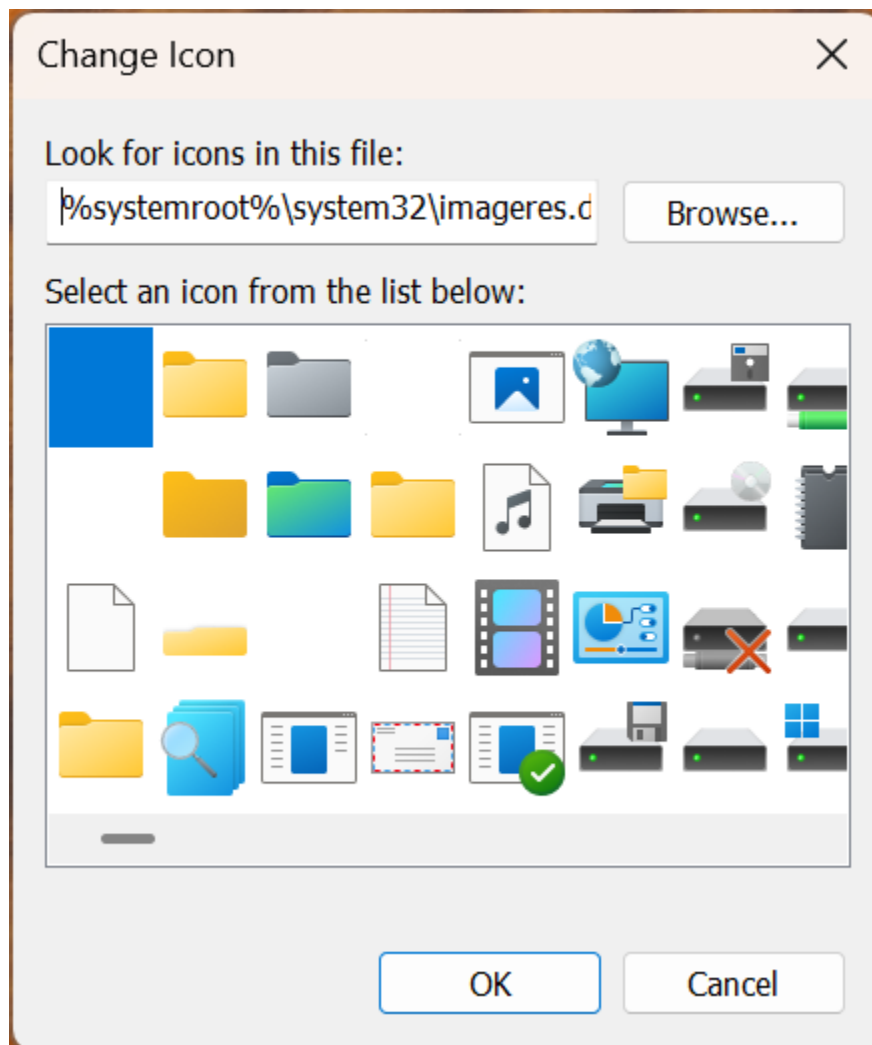 Change Icon
Look for icons in this file:
%systemroot%\system32\imageres.d
Browse...
Select an icon from the list below:
OK
Cancel